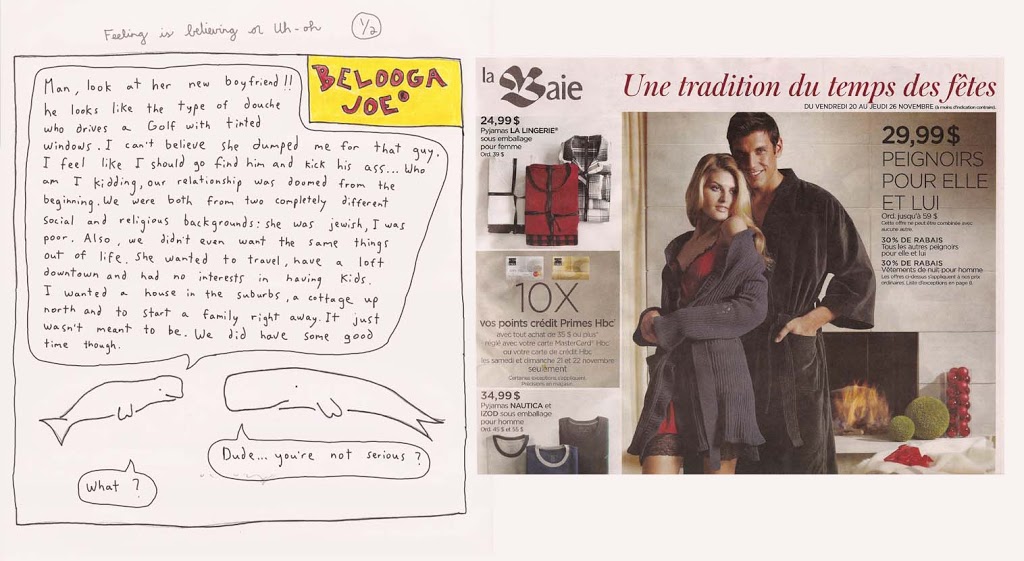 Feeling is believing or Uh-oh
1/2
BELOOGA
JOE
Man, look at her new boyfriend!!
he looks like the type of douche
who drives a Golf with tinted
windows. I can't believe she dumped me for that guy.
I feel like I should go find him and kick his ass... Who
am I kidding, our relationship was doomed from the
beginning. We were both from two completely different
social and religious backgrounds: she was jewish, I was
poor. Also, we didn't even want the same things
out of life. She wanted to travel, have a loft
downtown and had no interests in having kids.
I wanted a house in the suburbs, a cottage up
north and to start a family right away. It just
wasn't meant to be. We did have some good
time though.
Dude... you're not serious?
What?
la Baie
Une tradition du temps des fêtes
DU VENDREDI 20 AU JEUDI 26 NOVEMBRE (à moins d'indication contraire).
24,99$
Pyjamas LA LINGERIE®
sous emballage
pour femme
Ord. 39 $
10X
vos points crédit Primes Hbc
avec tout achat de 35 $ ou plus
réglé avec votre carte MasterCard Hbc
ou votre carte de crédit Hbc,
les samedi et dimanche 21 et 22 novembre
seulement
Certaines exceptions s'appliquent.
Précisions en magasin.
34,99$
Pyjamas NAUTICA et
IZOD sous emballage
pour homme
Ord. 45 $ et 55 $
29,99$
PEIGNOIRS
POUR ELLE
ET LUI
Ord. jusqu'à 59 $
Cette offre ne peut être combinée avec
aucune autre.
30% DE RABAIS
Tous les autres peignoirs
pour elle et lui
30% DE RABAIS
Vêtements de nuit pour homme
Les offres ci-dessus s'appliquent à nos prix
ordinaires. Liste d'exceptions en page 8.